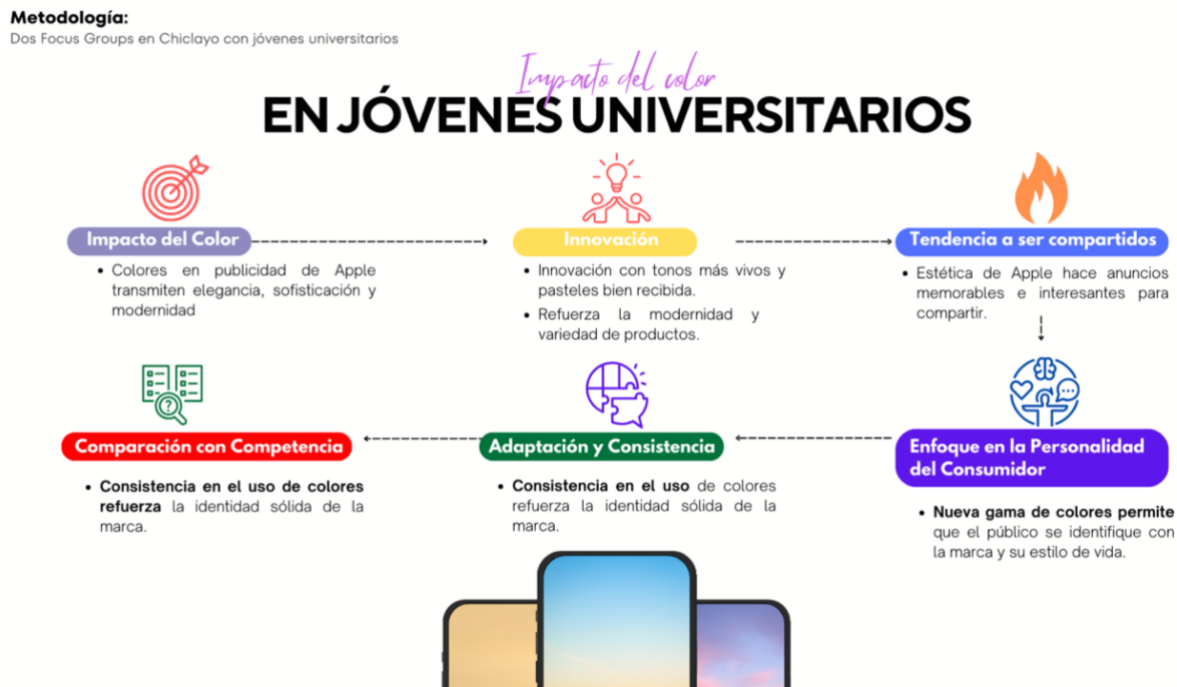 Metodología:
Dos Focus Groups en Chiclayo con jóvenes universitarios
Impacto del color
EN JÓVENES UNIVERSITARIOS
Impacto del Color
• Colores en publicidad de Apple
transmiten elegancia, sofisticación y
modernidad
Innovación
• Innovación con tonos más vivos y
pasteles bien recibida.
• Refuerza la modernidad y
variedad de productos.
Tendencia a ser compartidos
• Estética de Apple hace anuncios
memorables e interesantes para
compartir.
Enfoque en la Personalidad
del Consumidor
• Nueva gama de colores permite
que el público se identifique con
la marca y su estilo de vida.
Adaptación y Consistencia
• Consistencia en el uso de colores
refuerza la identidad sólida de la
marca.
Comparación con Competencia
• Consistencia en el uso de colores
refuerza la identidad sólida de la
marca.